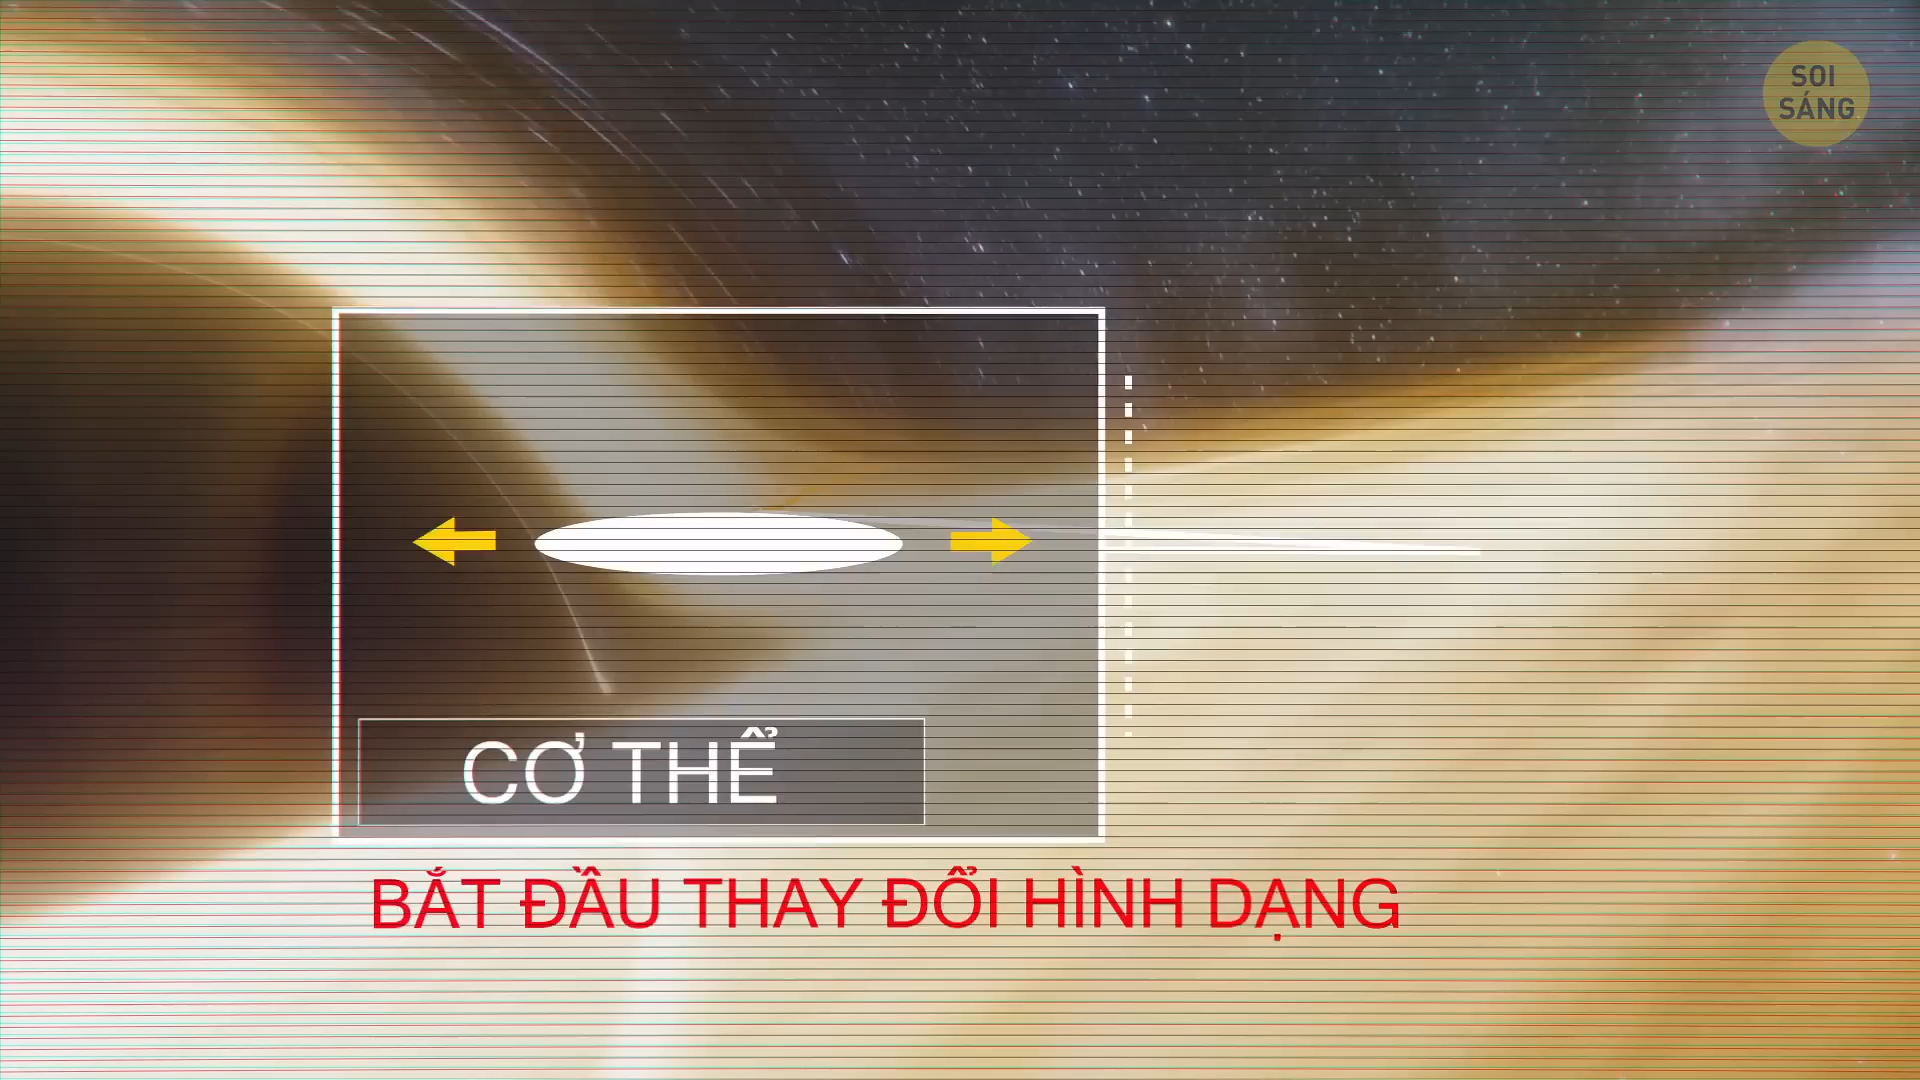 SOI
SÁNG
CƠ THỂ
BẮT ĐẦU THAY ĐỔI HÌNH DẠNG